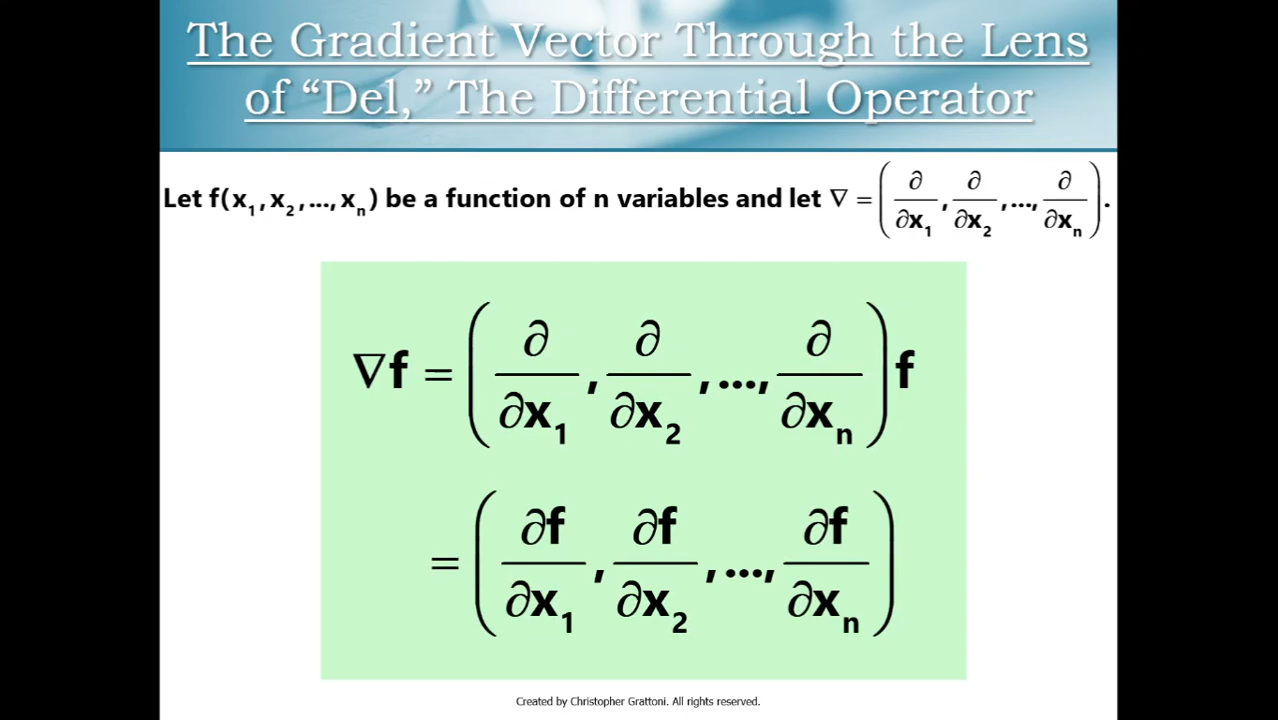 The Gradient Vector Through the Lens
of “Del,” The Differential Operator
Let f(x₁,x₂,...,xₙ) be a function of n variables and let ∇ = (∂/∂x₁, ∂/∂x₂,..., ∂/∂xₙ).
∇f = (∂/∂x₁, ∂/∂x₂,..., ∂/∂xₙ)f
= (∂f/∂x₁, ∂f/∂x₂,..., ∂f/∂xₙ)
Created by Christopher Grattoni. All rights reserved.